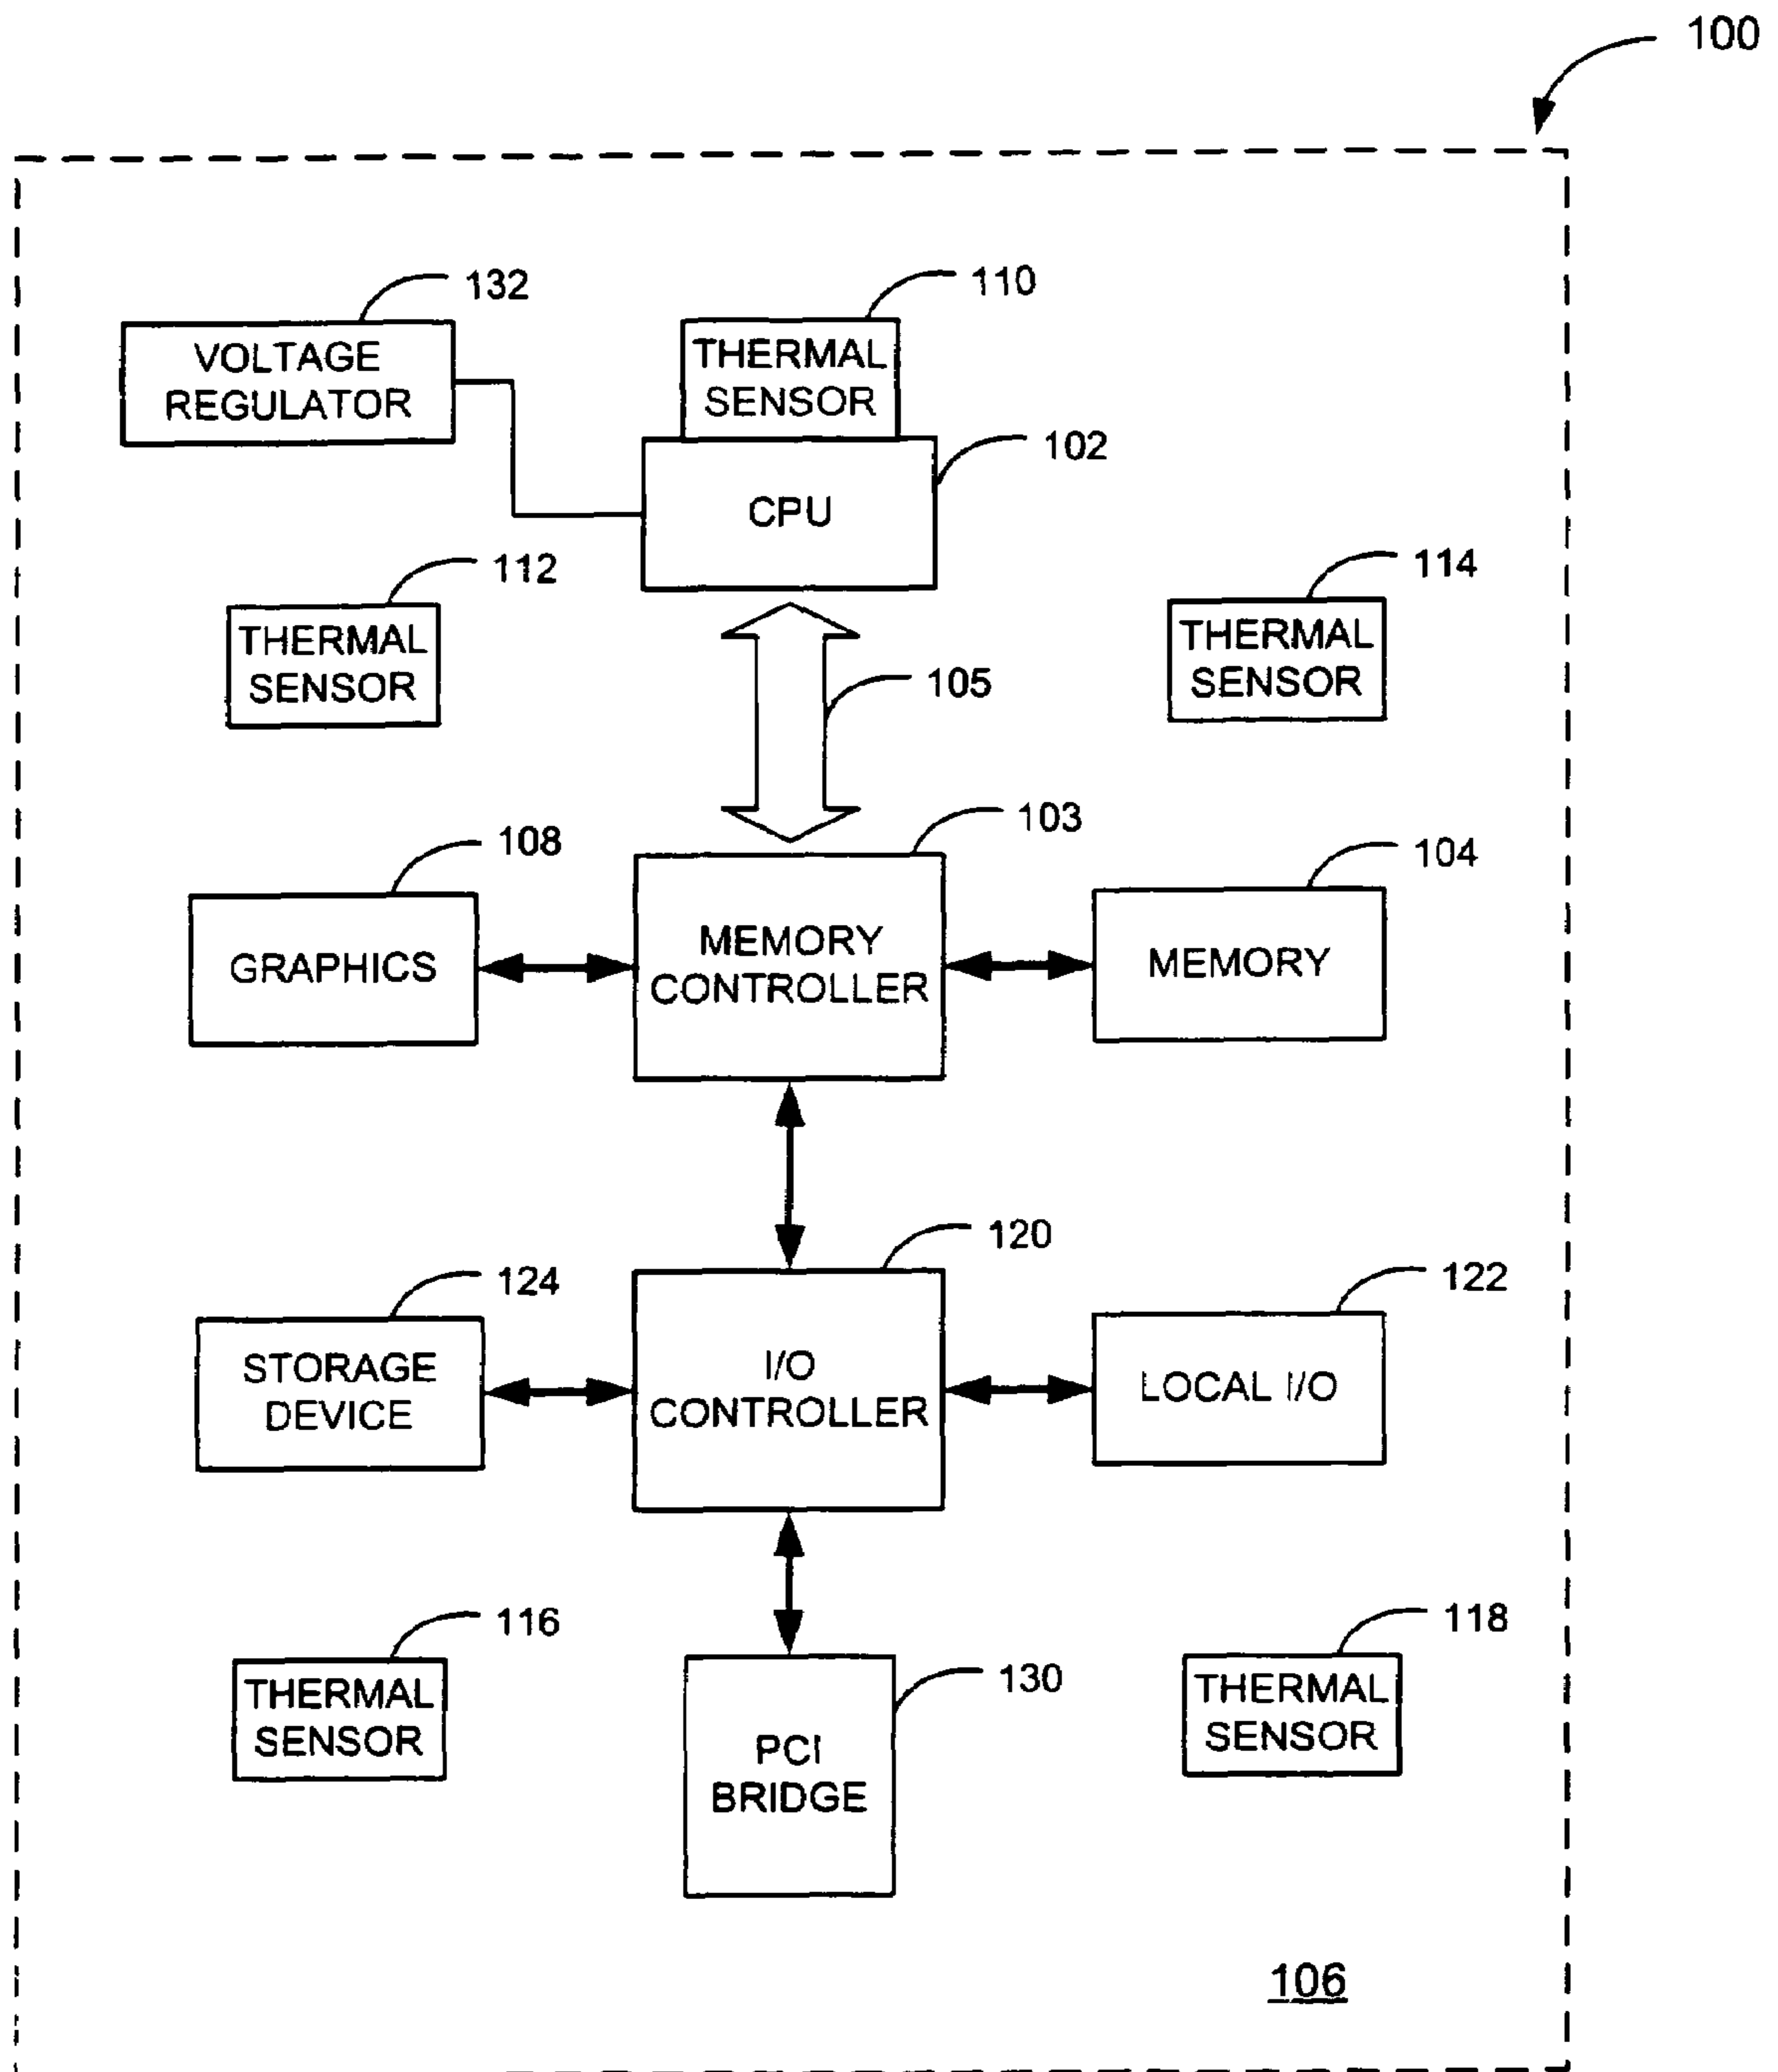 100
132
110
VOLTAGE
REGULATOR
THERMAL
SENSOR
102
CPU
112
114
THERMAL
SENSOR
THERMAL
SENSOR
105
108
103
104
GRAPHICS
MEMORY
CONTROLLER
MEMORY
124
120
122
STORAGE
DEVICE
I/O
CONTROLLER
LOCAL I/O
116
118
THERMAL
SENSOR
130
THERMAL
SENSOR
PCI
BRIDGE
106